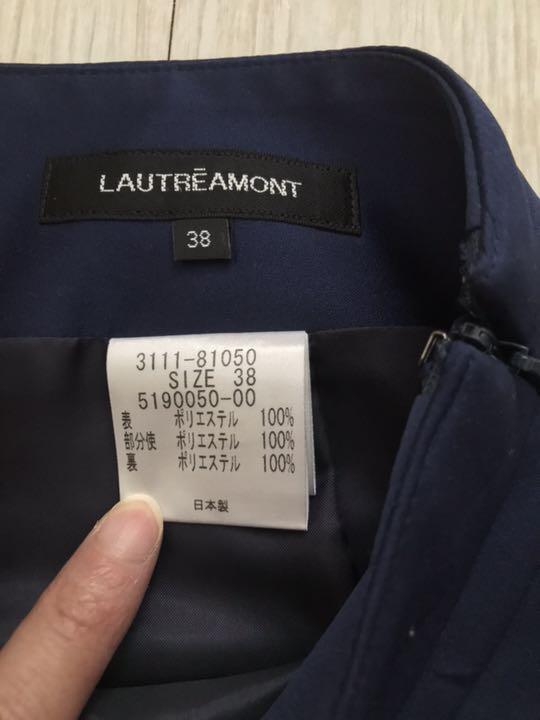 LAUTRĒAMONT
38
3111-81050
SIZE 38
5190050-00
表 ポリエステル 100%
部分使 ポリエステル 100%
裏 ポリエステル 100%
日本製